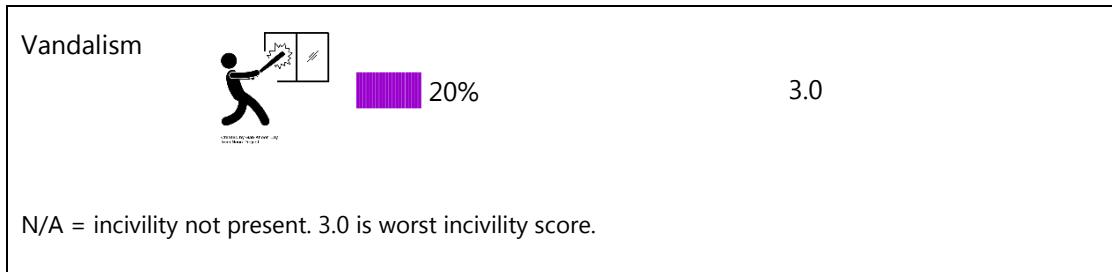 Vandalism
20%
3.0
N/A = incivility not present. 3.0 is worst incivility score.